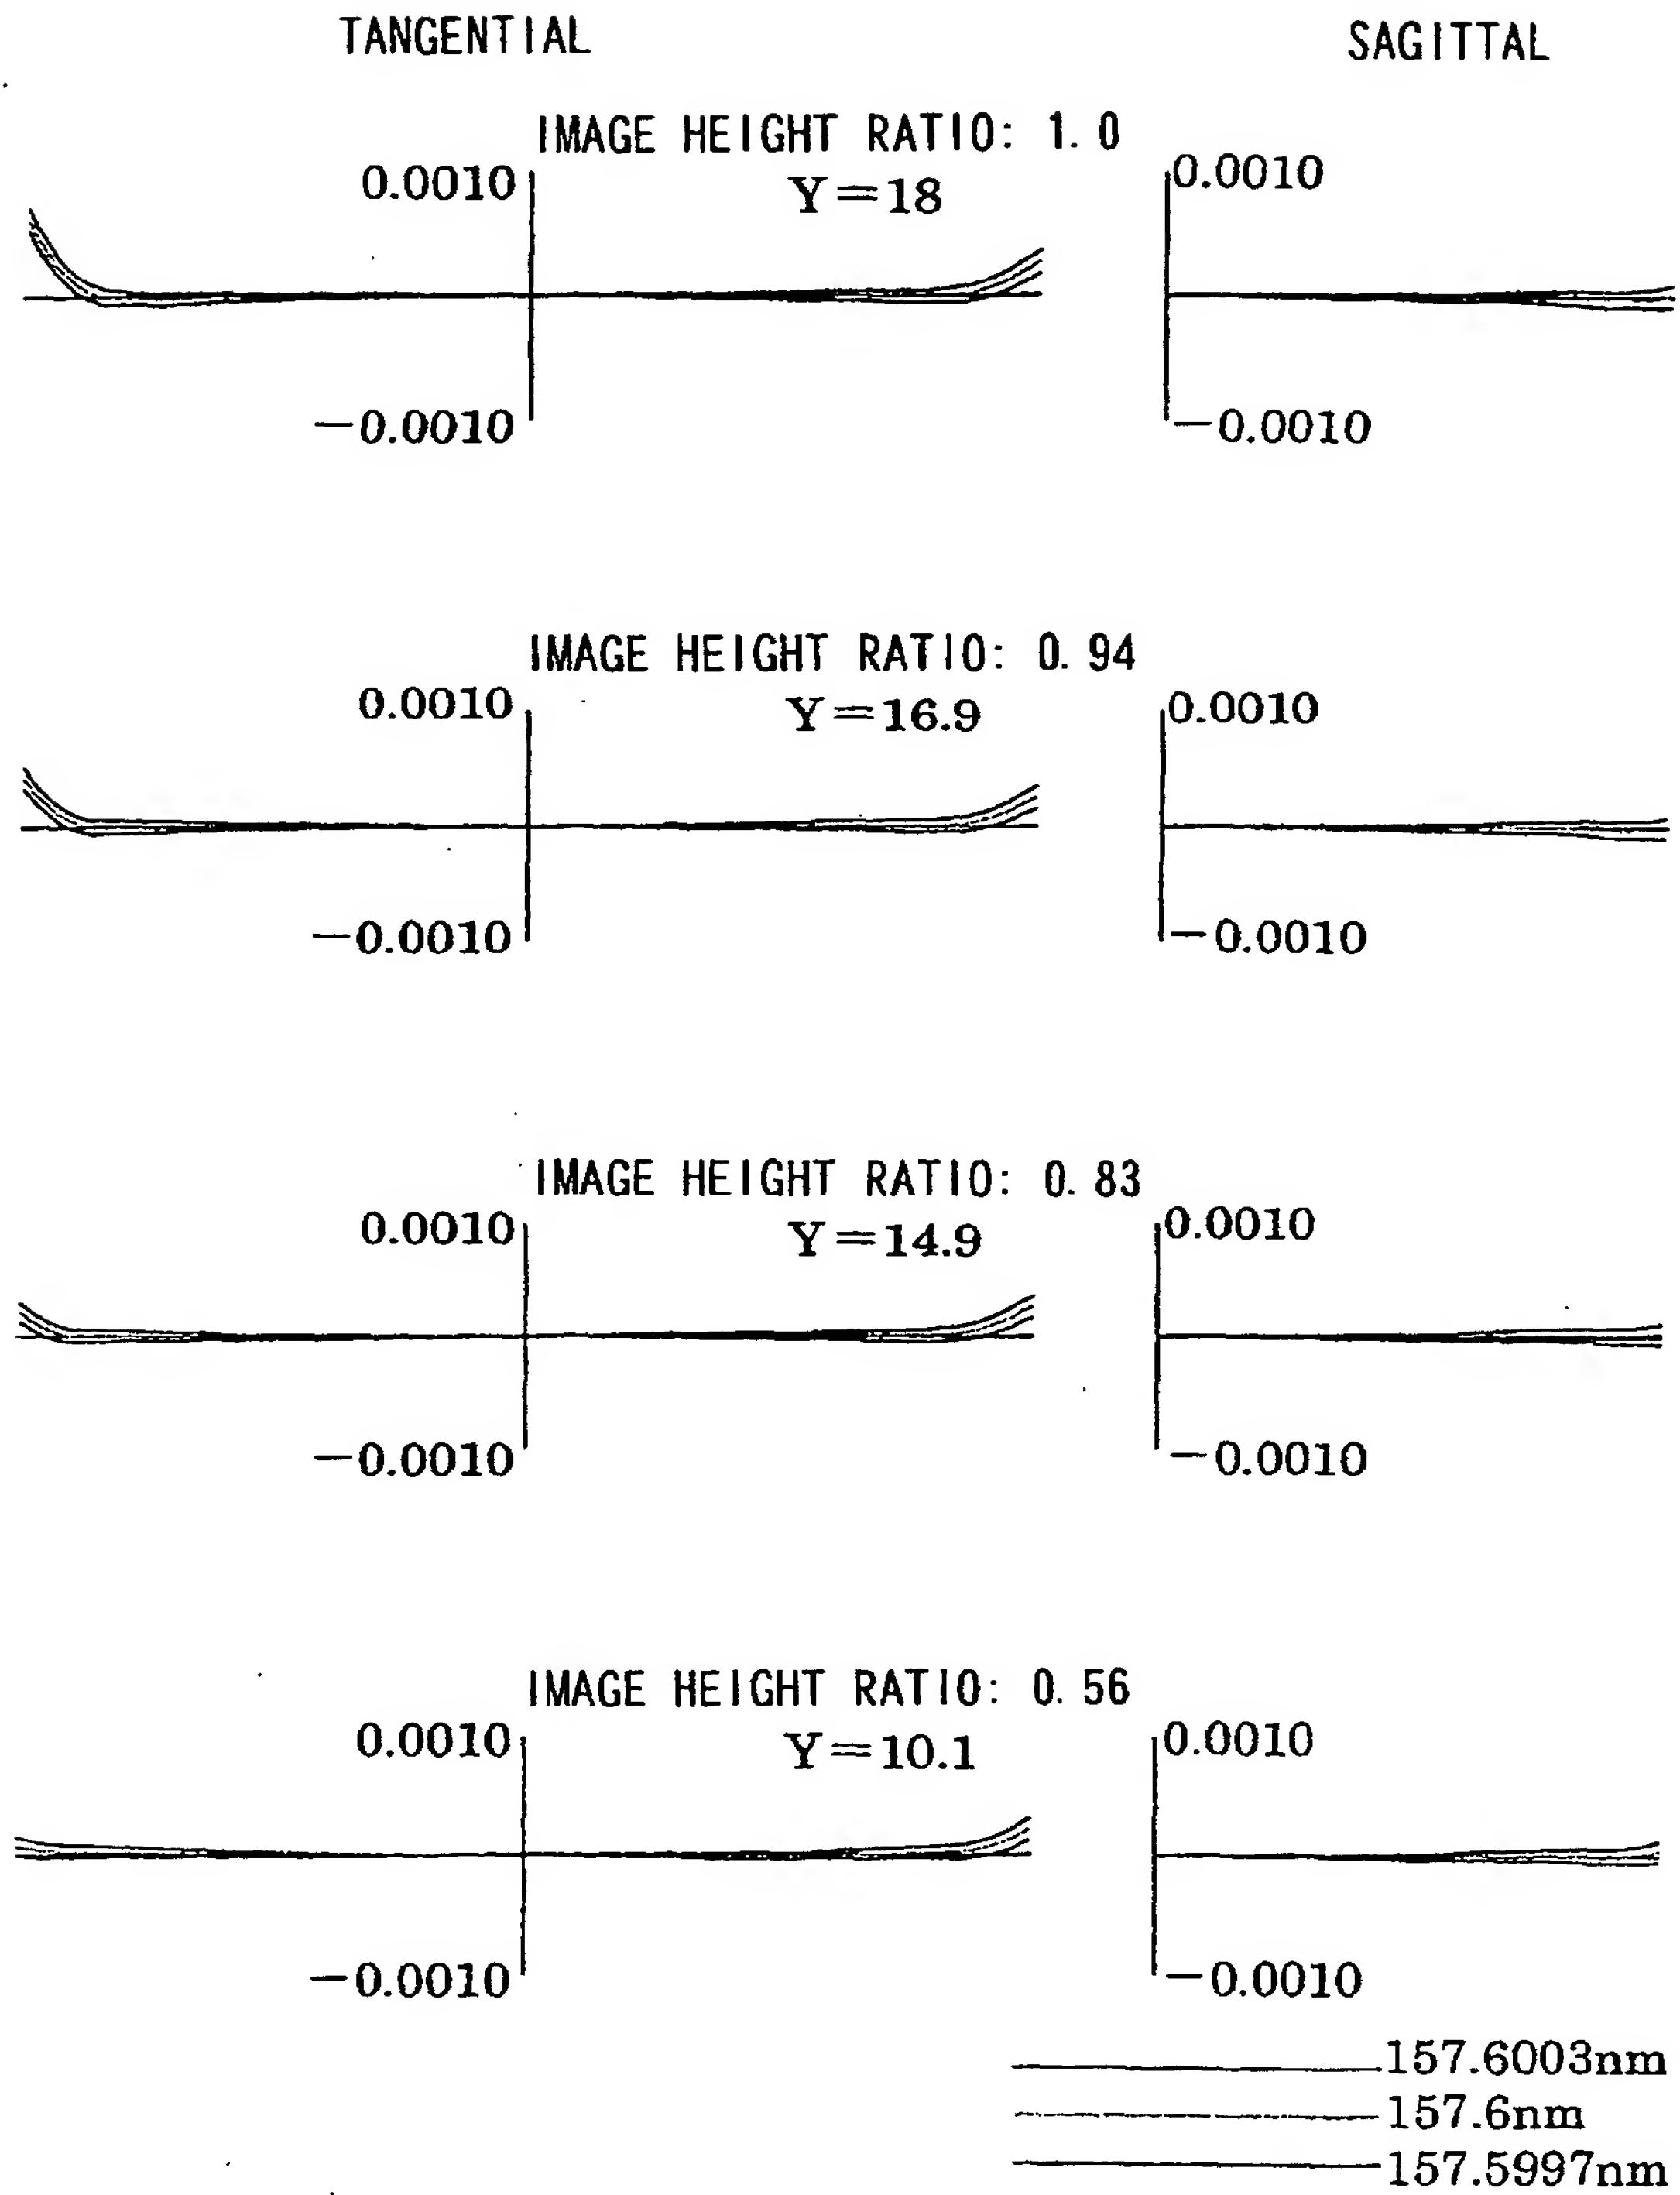 TANGENTIAL
SAGITTAL
IMAGE HEIGHT RATIO: 1.0
0.0010
Y=18
0.0010
-0.0010
-0.0010
IMAGE HEIGHT RATIO: 0.94
0.0010
Y=16.9
0.0010
-0.0010
-0.0010
IMAGE HEIGHT RATIO: 0.83
0.0010
Y=14.9
0.0010
-0.0010
-0.0010
IMAGE HEIGHT RATIO: 0.56
0.0010
Y=10.1
0.0010
-0.0010
-0.0010
157.6003nm
157.6nm
157.5997nm